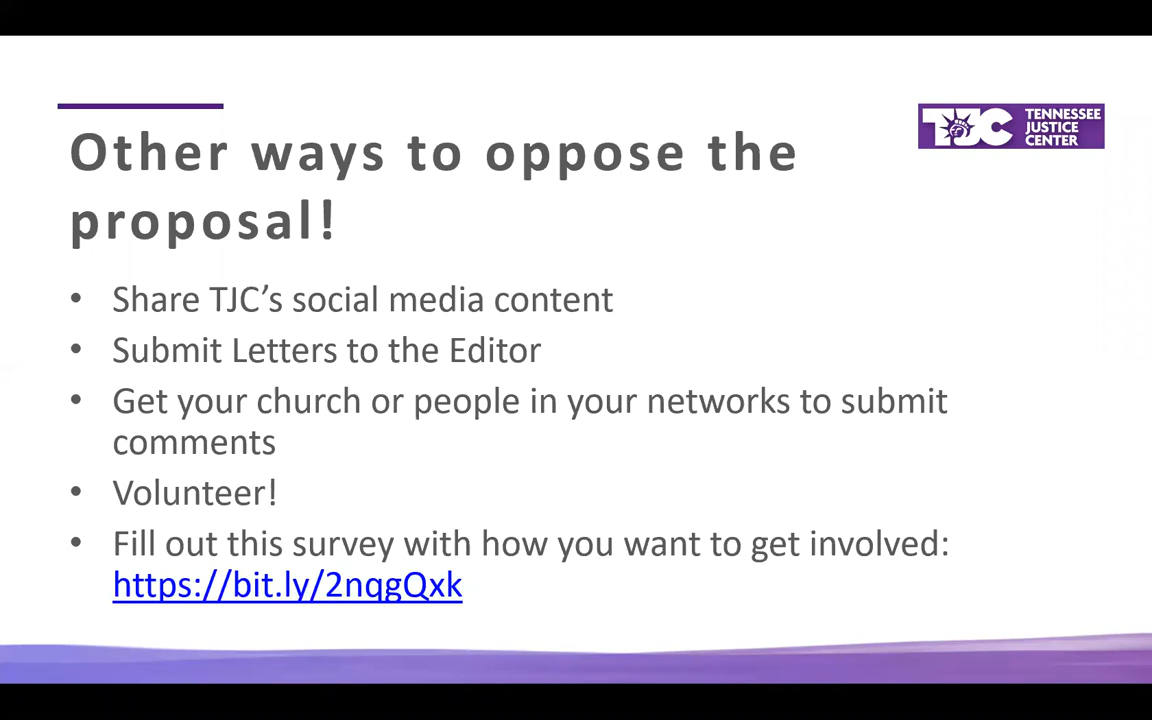 Other ways to oppose the
proposal!
TJC TENNESSEE
JUSTICE
CENTER
• Share TJC’s social media content
• Submit Letters to the Editor
• Get your church or people in your networks to submit
comments
• Volunteer!
• Fill out this survey with how you want to get involved:
https://bit.ly/2nqgQxk